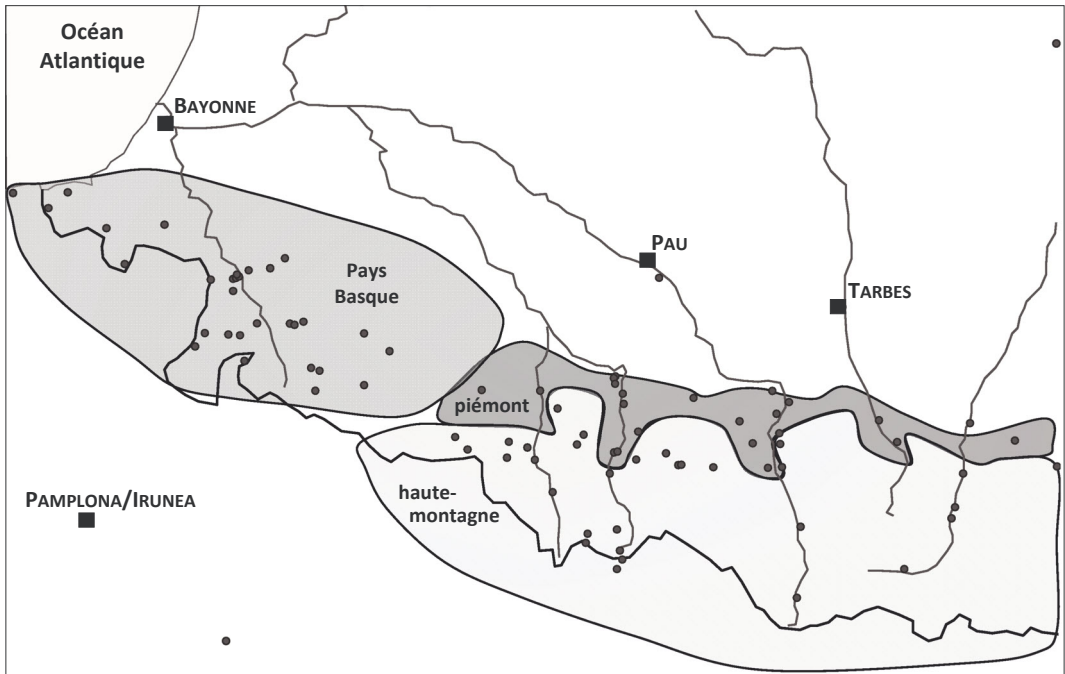 Océan
Atlantique
BAYONNE
PAU
Pays
Basque
TARBES
piémont
haute-
montagne
PAMPLONA/IRUNEA